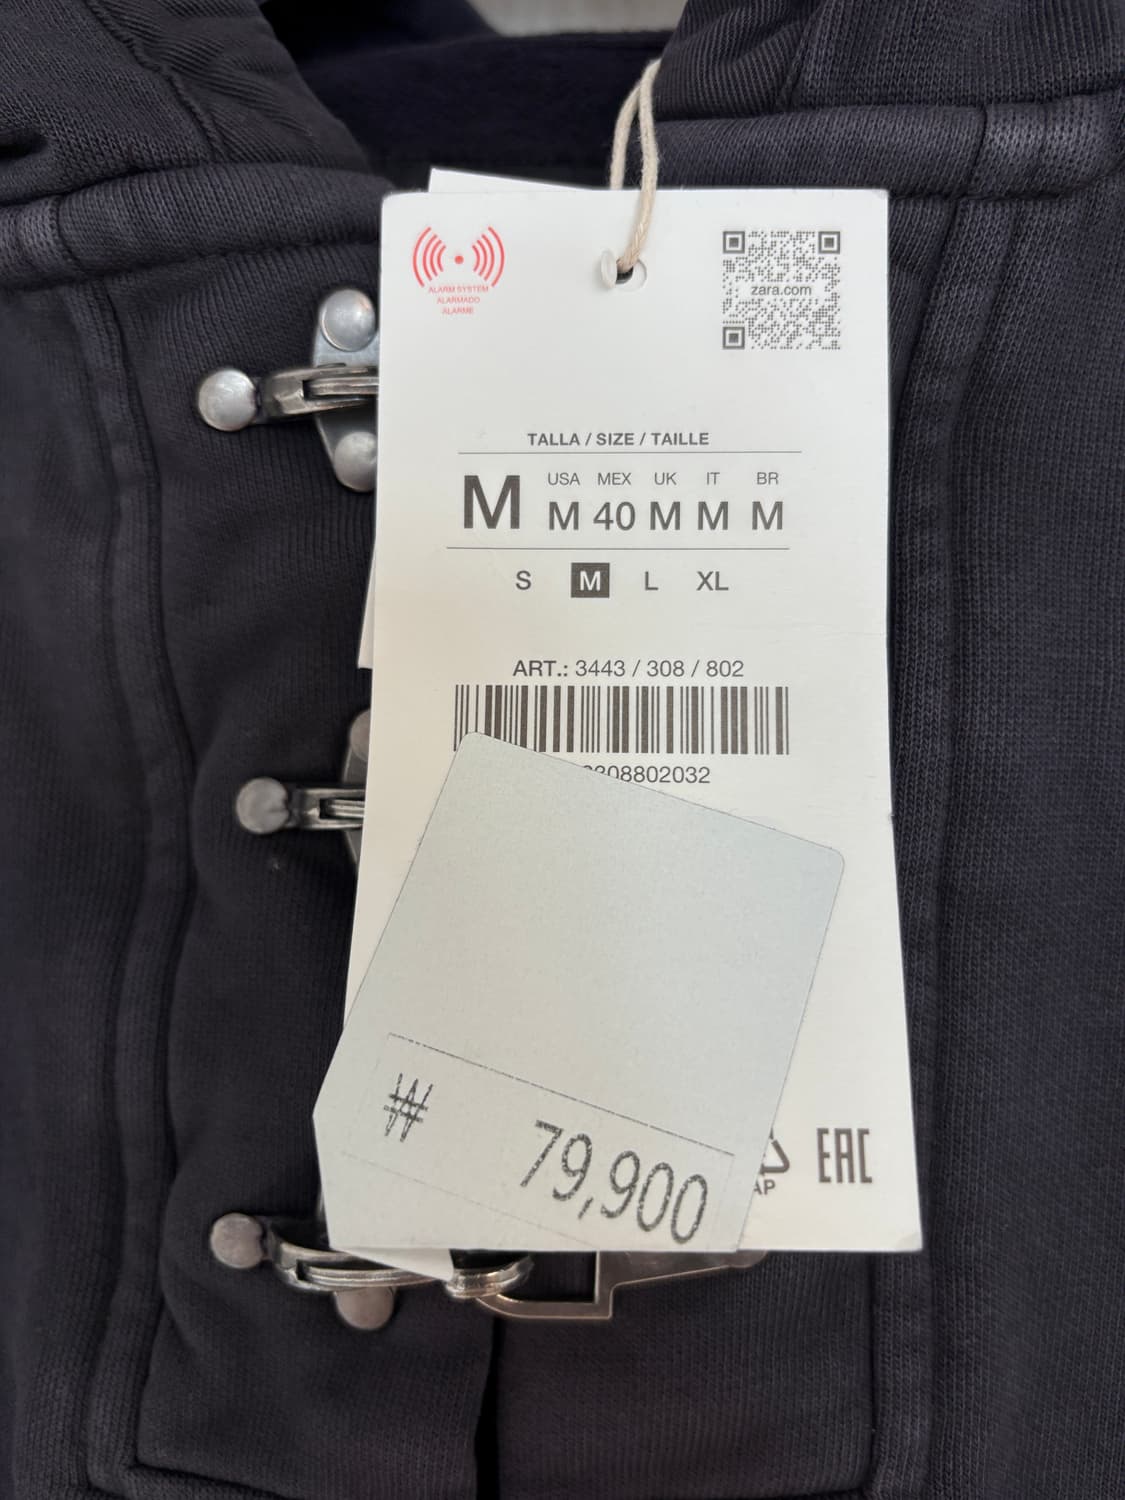 ALARM SYSTEM
ALARMADO
ALARME
zara.com
TALLA / SIZE / TAILLE
USA MEX UK IT BR
M M 40 M M M
S M L XL
ART.: 3443 / 308 / 802
308802032
₩ 79,900
AP
EAC